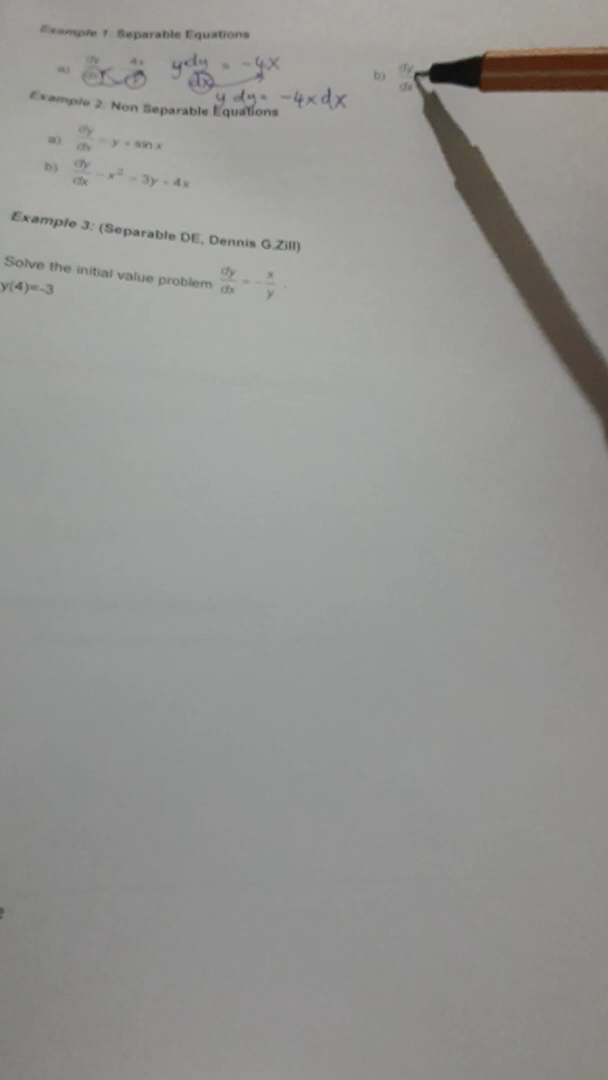 Example 1: Separable Equations
a) dy/dx 4x ydy/dx = -4x b) dy/dx
y dy = -4x dx
Example 2: Non Separable Equations
a) dy/dx = y + sin x
b) dy/dx = x² - 3y - 4x
Example 3: (Separable DE, Dennis G.Zill)
Solve the initial value problem dy/dx = - x/y .
y(4)=-3